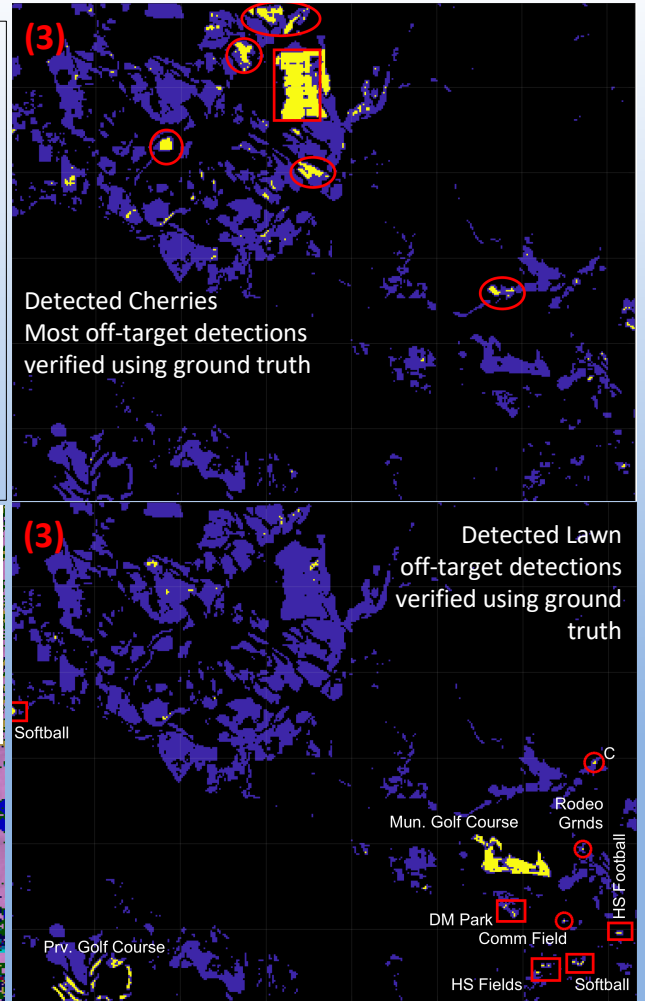 (3)
Detected Cherries
Most off-target detections
verified using ground truth
(3)
Detected Lawn
off-target detections
verified using ground
truth
Softball
C
Rodeo
Grnds
Mun. Golf Course
HS Football
DM Park
Comm Field
Prv. Golf Course
HS Fields
Softball